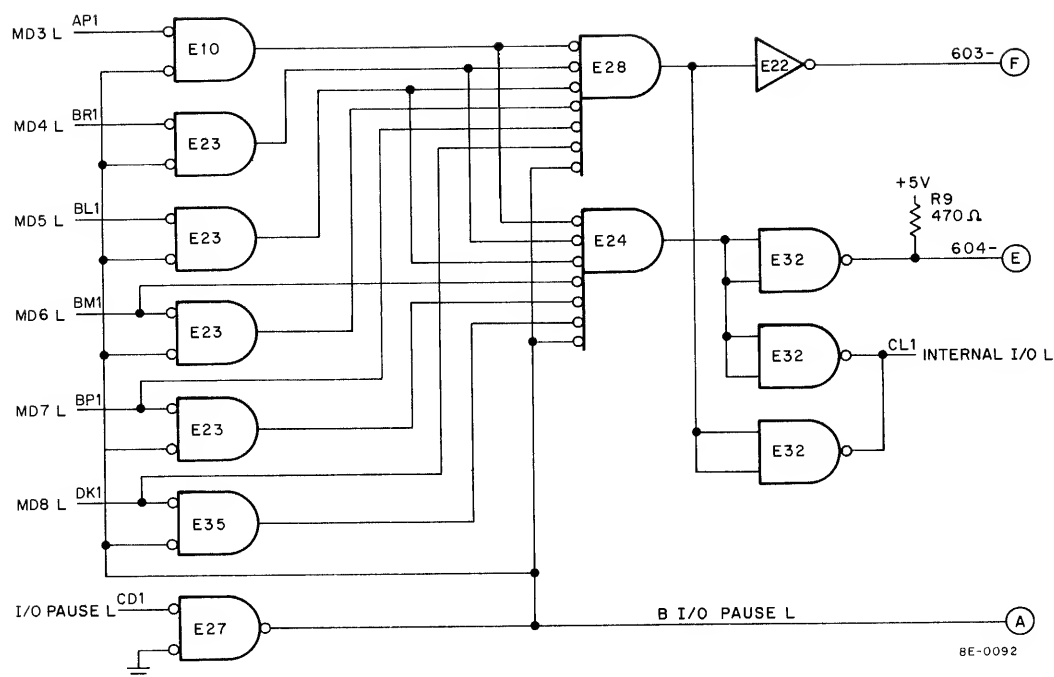 MD3 L AP1
E10
E28
E22
603- F
MD4 L BR1
E23
MD5 L BL1
E23
+5V
R9
470 Ω
E24
E32
604- E
MD6 L BM1
E23
E32
CL1 INTERNAL I/O L
MD7 L BP1
E23
E32
MD8 L DK1
E35
I/O PAUSE L CD1
E27
B I/O PAUSE L A
8E-0092